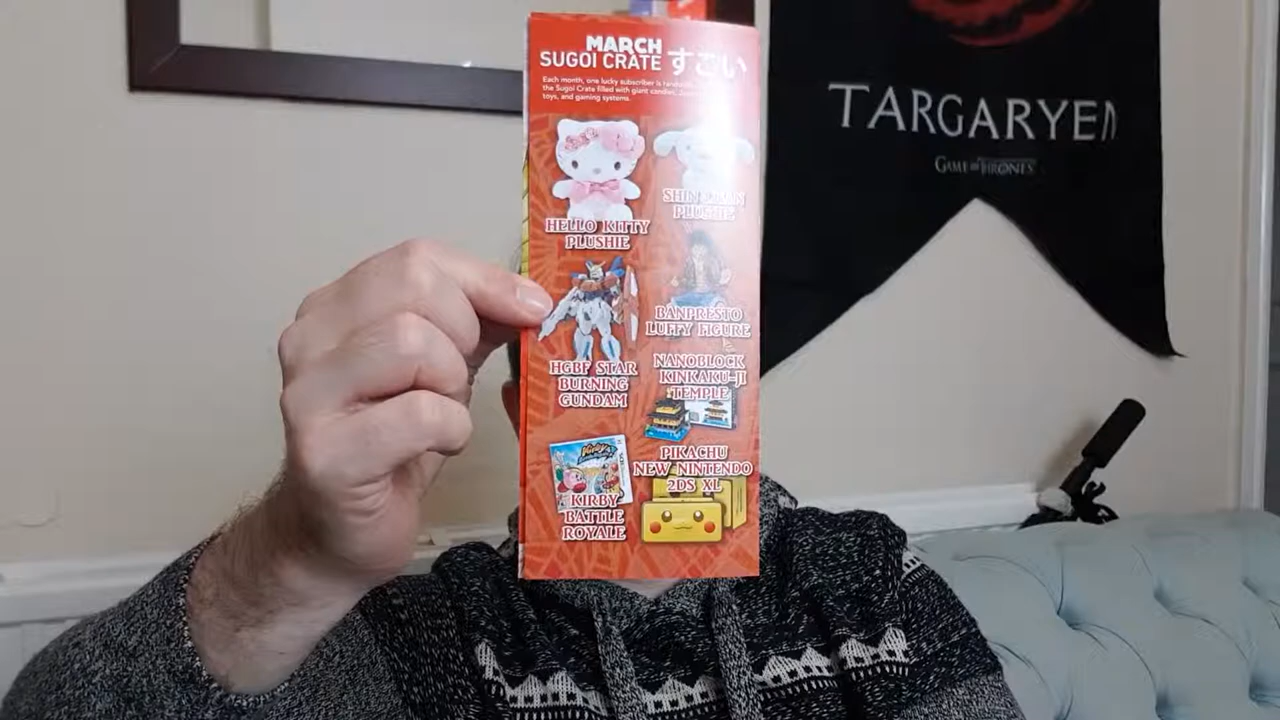 MARCH
SUGOI CRATE すごい
Each month, one lucky subscriber is
the Sugoi Crate filled with giant candies,
toys, and gaming systems.
HELLO KITTY
PLUSHIE
SHIN
PLUSHIE
HGBF STAR
BURNING
GUNDAM
BANPRESTO
LUFFY FIGURE
NANOBLOCK
KINKAKU-JI
TEMPLE
KIRBY
BATTLE
ROYALE
PIKACHU
NEW NINTENDO
2DS XL
TARGARYEN
GAME OF THRONES